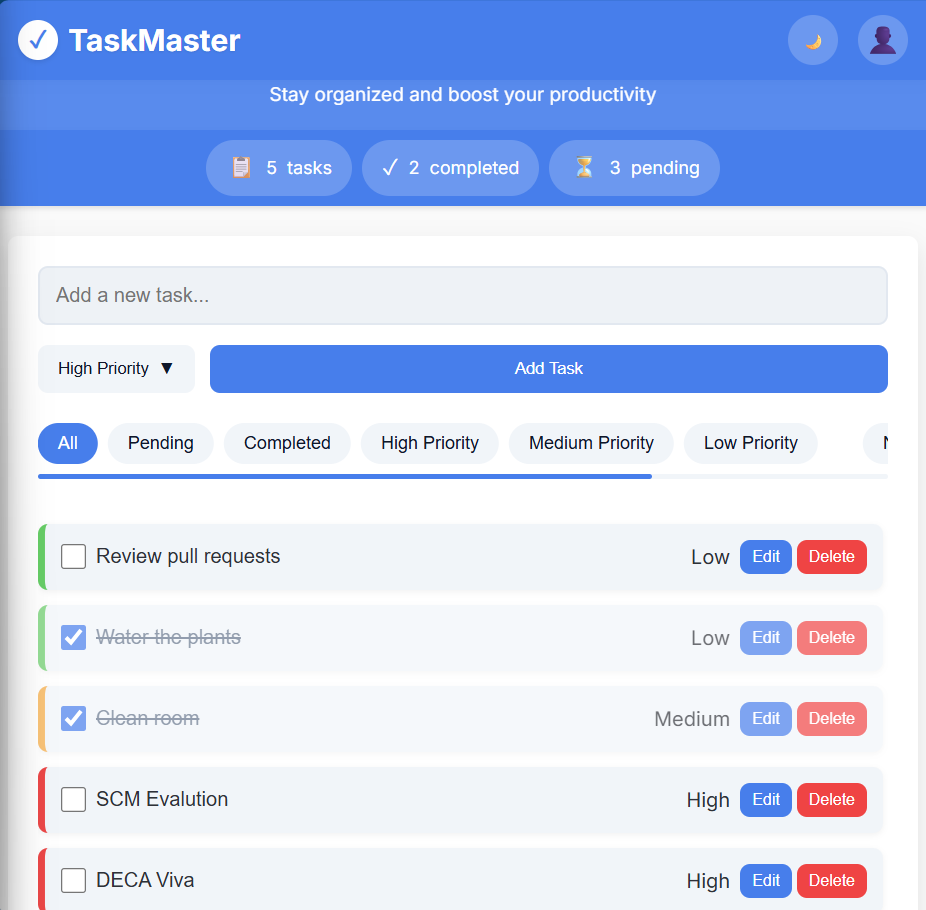 TaskMaster
Stay organized and boost your productivity
5 tasks
2 completed
3 pending
Add a new task...
High Priority ▼
Add Task
All
Pending
Completed
High Priority
Medium Priority
Low Priority
Review pull requests Low Edit Delete
Water the plants Low Edit Delete
Clean room Medium Edit Delete
SCM Evalution High Edit Delete
DECA Viva High Edit Delete